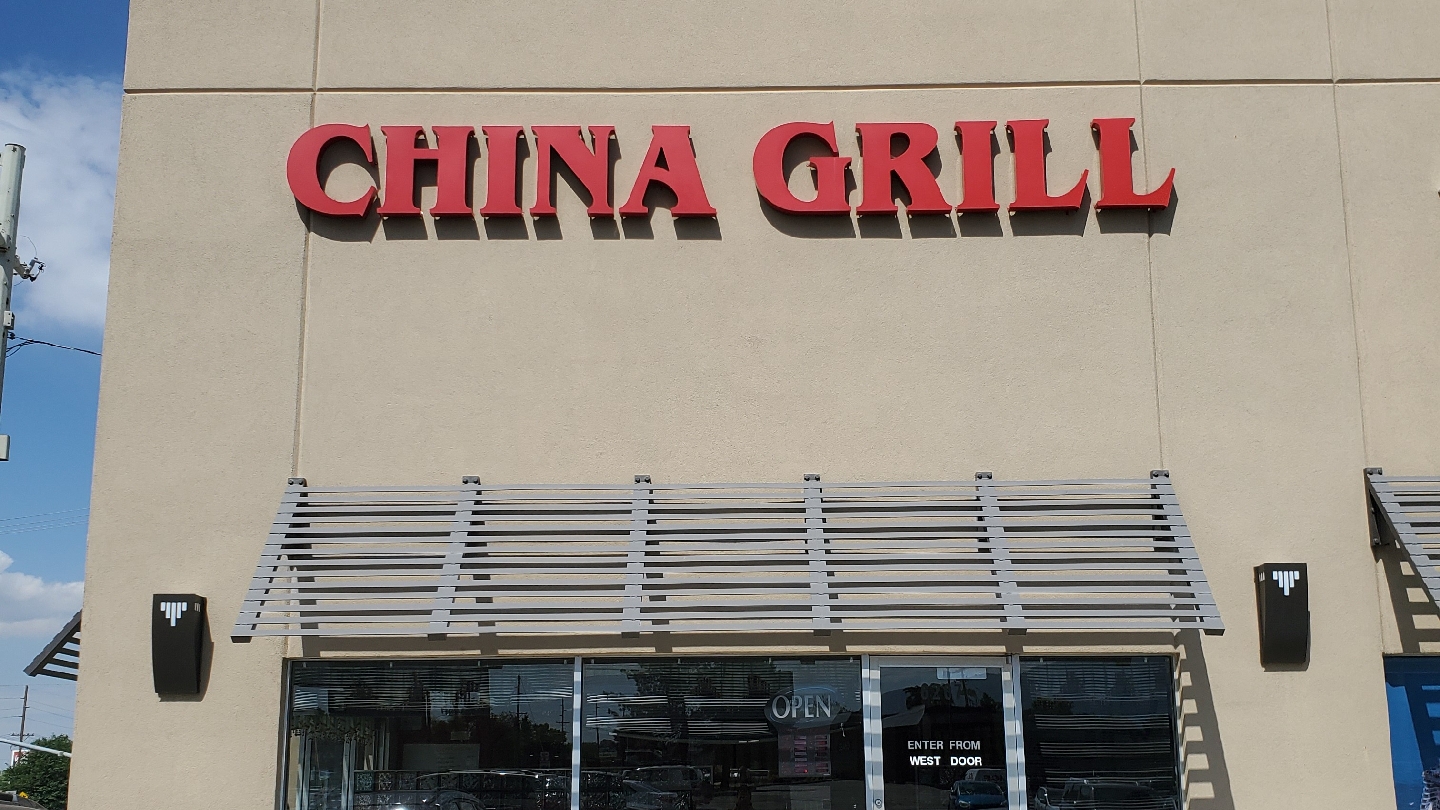 CHINA GRILL
OPEN
ENTER FROM
WEST DOOR